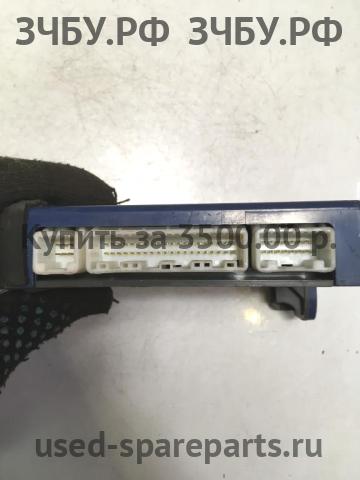 ЗЧБУ.РФ ЗЧБУ.РФ
Купить за 3500.00 р.
used-spareparts.ru